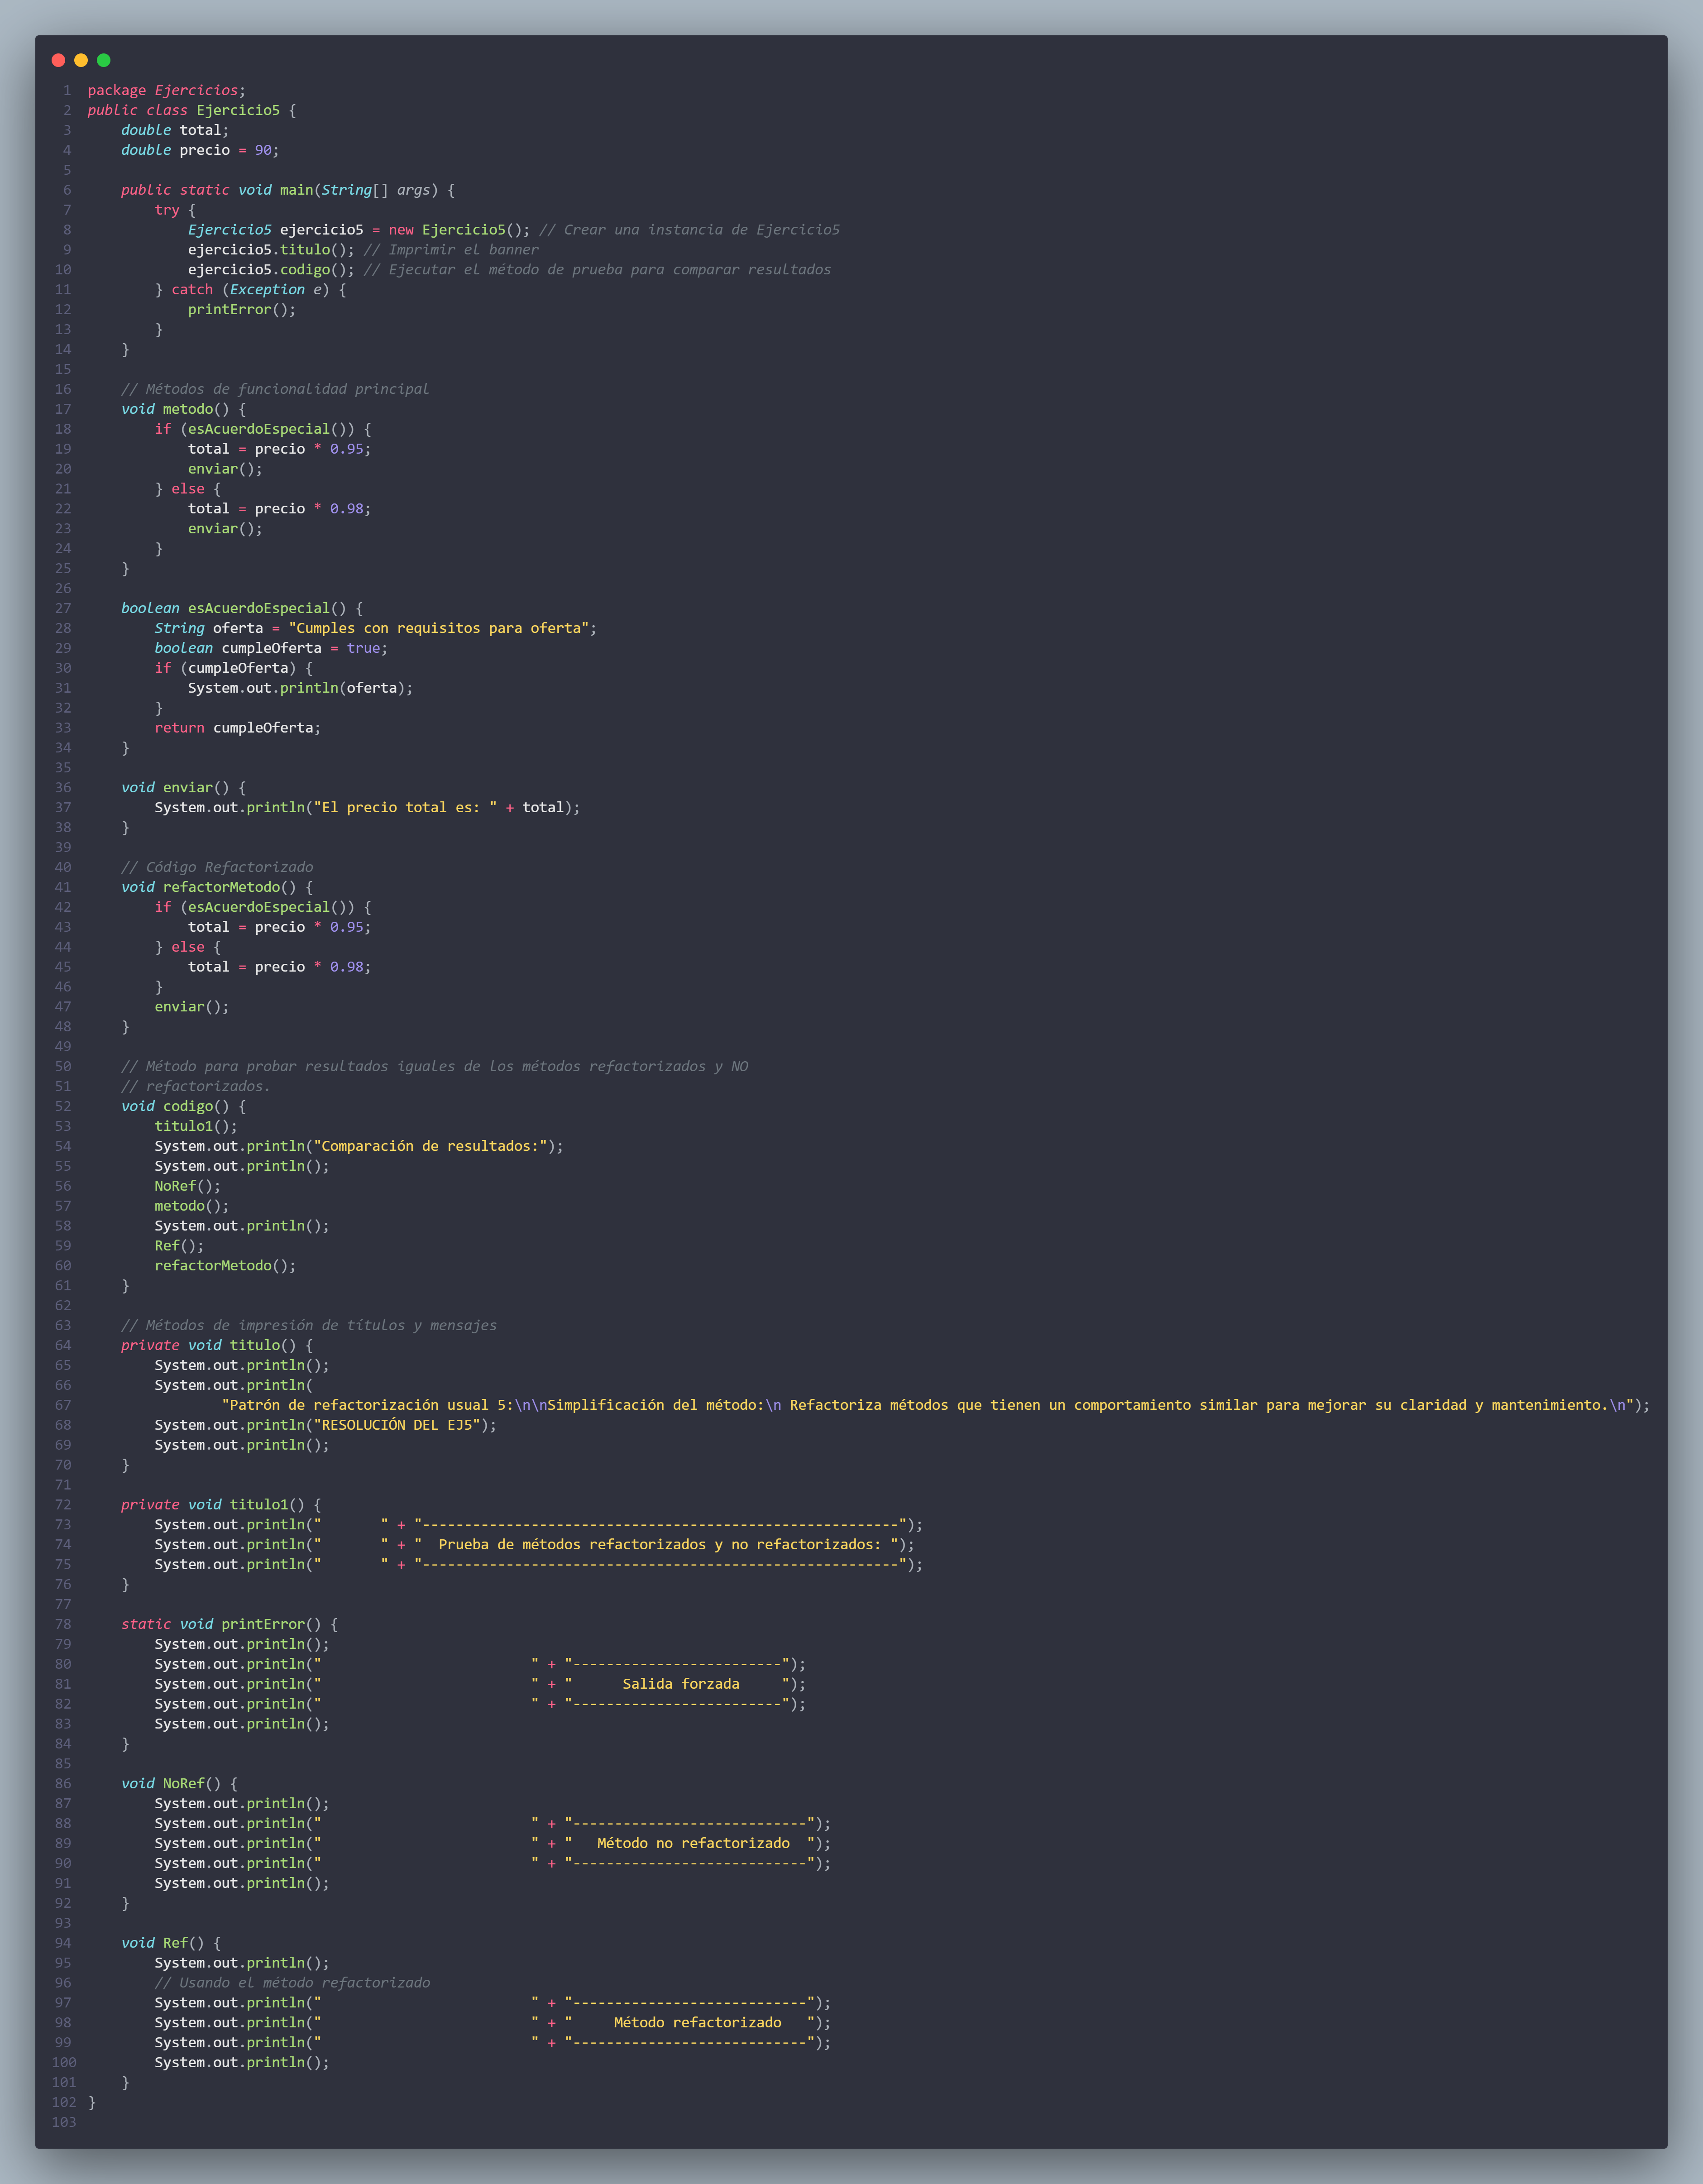 1 package Ejercicios;
2 public class Ejercicio5 {
3     double total;
4     double precio = 90;
5
6     public static void main(String[] args) {
7         try {
8             Ejercicio5 ejercicio5 = new Ejercicio5(); // Crear una instancia de Ejercicio5
9             ejercicio5.titulo(); // Imprimir el banner
10             ejercicio5.codigo(); // Ejecutar el método de prueba para comparar resultados
11         } catch (Exception e) {
12             printError();
13         }
14     }
15
16     // Métodos de funcionalidad principal
17     void metodo() {
18         if (esAcuerdoEspecial()) {
19             total = precio * 0.95;
20             enviar();
21         } else {
22             total = precio * 0.98;
23             enviar();
24         }
25     }
26
27     boolean esAcuerdoEspecial() {
28         String oferta = "Cumples con requisitos para oferta";
29         boolean cumpleOferta = true;
30         if (cumpleOferta) {
31             System.out.println(oferta);
32         }
33         return cumpleOferta;
34     }
35
36     void enviar() {
37         System.out.println("El precio total es: " + total);
38     }
39
40     // Código Refactorizado
41     void refactorMetodo() {
42         if (esAcuerdoEspecial()) {
43             total = precio * 0.95;
44         } else {
45             total = precio * 0.98;
46         }
47         enviar();
48     }
49
50     // Método para probar resultados iguales de los métodos refactorizados y NO
51     // refactorizados.
52     void codigo() {
53         titulo1();
54         System.out.println("Comparación de resultados:");
55         System.out.println();
56         NoRef();
57         metodo();
58         System.out.println();
59         Ref();
60         refactorMetodo();
61     }
62
63     // Métodos de impresión de títulos y mensajes
64     private void titulo() {
65         System.out.println();
66         System.out.println(
67                 "Patrón de refactorización usual 5:\n\nSimplificación del método:\n Refactoriza métodos que tienen un comportamiento similar para mejorar su claridad y mantenimiento.\n");
68         System.out.println("RESOLUCIÓN DEL EJ5");
69         System.out.println();
70     }
71
72     private void titulo1() {
73         System.out.println("       " + "---------------------------------------------------------");
74         System.out.println("       " + "  Prueba de métodos refactorizados y no refactorizados: ");
75         System.out.println("       " + "---------------------------------------------------------");
76     }
77
78     static void printError() {
79         System.out.println();
80         System.out.println("                         " + "-------------------------");
81         System.out.println("                         " + "      Salida forzada     ");
82         System.out.println("                         " + "-------------------------");
83         System.out.println();
84     }
85
86     void NoRef() {
87         System.out.println();
88         System.out.println("                         " + "----------------------------");
89         System.out.println("                         " + "   Método no refactorizado  ");
90         System.out.println("                         " + "----------------------------");
91         System.out.println();
92     }
93
94     void Ref() {
95         System.out.println();
96         // Usando el método refactorizado
97         System.out.println("                         " + "----------------------------");
98         System.out.println("                         " + "     Método refactorizado   ");
99         System.out.println("                         " + "----------------------------");
100         System.out.println();
101     }
102 }
103